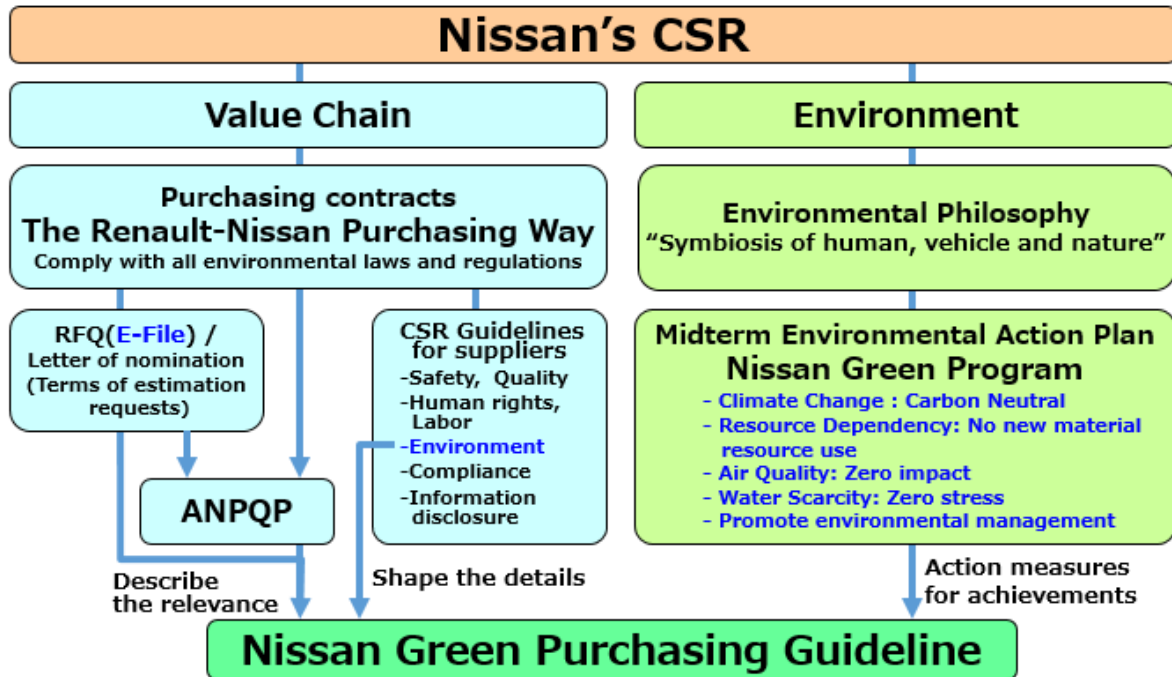 Nissan's CSR
Value Chain
Environment
Purchasing contracts
The Renault-Nissan Purchasing Way
Comply with all environmental laws and regulations
Environmental Philosophy
“Symbiosis of human, vehicle and nature”
RFQ(E-File) /
Letter of nomination
(Terms of estimation
requests)
CSR Guidelines
for suppliers
-Safety, Quality
-Human rights,
Labor
-Environment
-Compliance
-Information
disclosure
Midterm Environmental Action Plan
Nissan Green Program
- Climate Change : Carbon Neutral
- Resource Dependency: No new material
resource use
- Air Quality: Zero impact
- Water Scarcity: Zero stress
- Promote environmental management
ANPQP
Describe
the relevance
Shape the details
Action measures
for achievements
Nissan Green Purchasing Guideline